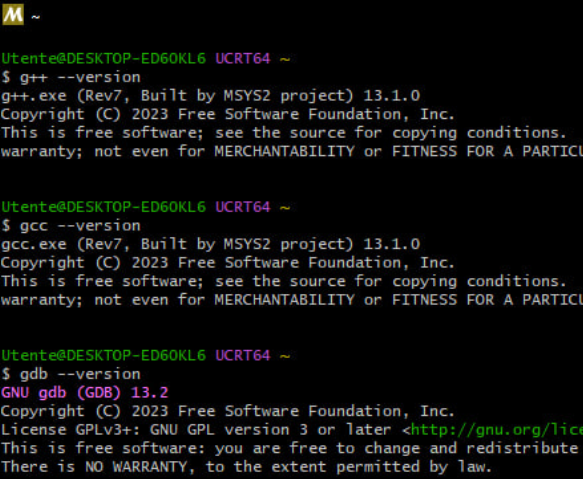 M ~
Utente@DESKTOP-ED6OKL6 UCRT64 ~
$ g++ --version
g++.exe (Rev7, Built by MSYS2 project) 13.1.0
Copyright (C) 2023 Free Software Foundation, Inc.
This is free software; see the source for copying conditions.
warranty; not even for MERCHANTABILITY or FITNESS FOR A PARTICU
Utente@DESKTOP-ED6OKL6 UCRT64 ~
$ gcc --version
gcc.exe (Rev7, Built by MSYS2 project) 13.1.0
Copyright (C) 2023 Free Software Foundation, Inc.
This is free software; see the source for copying conditions.
warranty; not even for MERCHANTABILITY or FITNESS FOR A PARTICU
Utente@DESKTOP-ED6OKL6 UCRT64 ~
$ gdb --version
GNU gdb (GDB) 13.2
Copyright (C) 2023 Free Software Foundation, Inc.
License GPLv3+: GNU GPL version 3 or later <http://gnu.org/lice
This is free software: you are free to change and redistribute
There is NO WARRANTY, to the extent permitted by law.